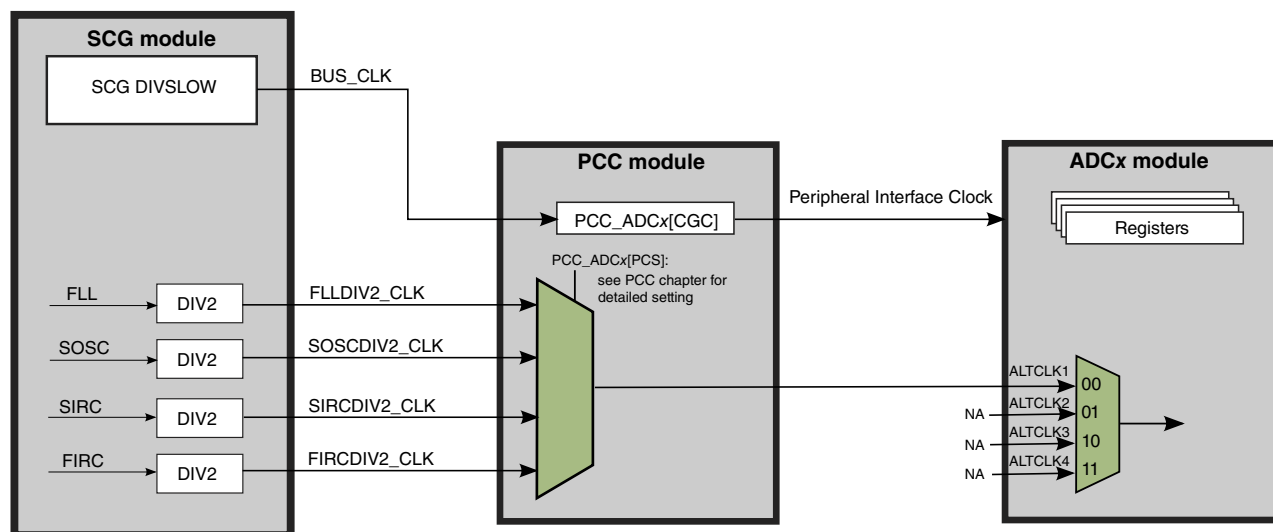 SCG module
SCG DIVSLOW
BUS_CLK
PCC module
PCC_ADCx[CGC]
Peripheral Interface Clock
ADCx module
Registers
PCC_ADCx[PCS]:
see PCC chapter for
detailed setting
FLL
DIV2
FLLDIV2_CLK
SOSC
DIV2
SOSCDIV2_CLK
SIRC
DIV2
SIRCDIV2_CLK
FIRC
DIV2
FIRCDIV2_CLK
ALTCLK1
00
NA
ALTCLK2
01
NA
ALTCLK3
10
NA
ALTCLK4
11